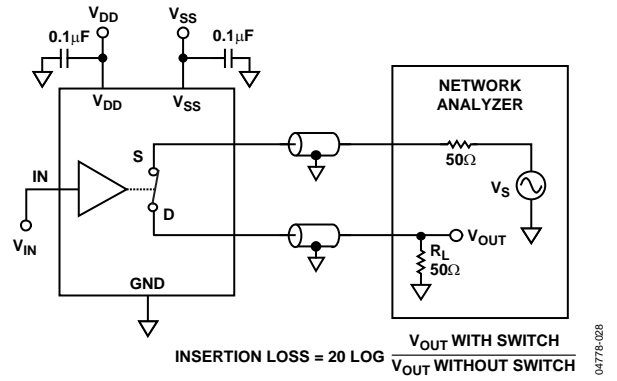 VDD
VSS
0.1µF
0.1µF
VDD
VSS
NETWORK
ANALYZER
S
50Ω
IN
VS
D
VIN
VOUT
RL
50Ω
GND
INSERTION LOSS = 20 LOG VOUT WITH SWITCH
VOUT WITHOUT SWITCH
04778-028